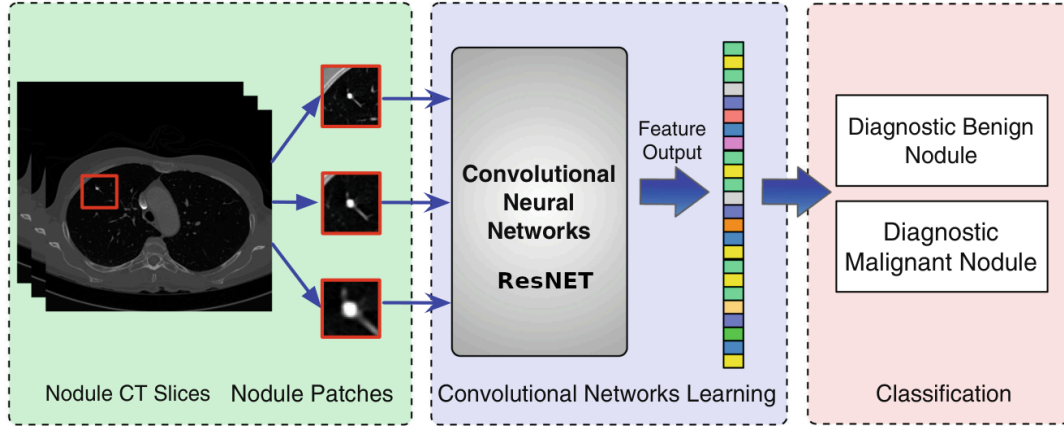 Nodule CT Slices
Nodule Patches
Convolutional
Neural
Networks
ResNET
Feature
Output
Convolutional Networks Learning
Diagnostic Benign
Nodule
Diagnostic
Malignant Nodule
Classification